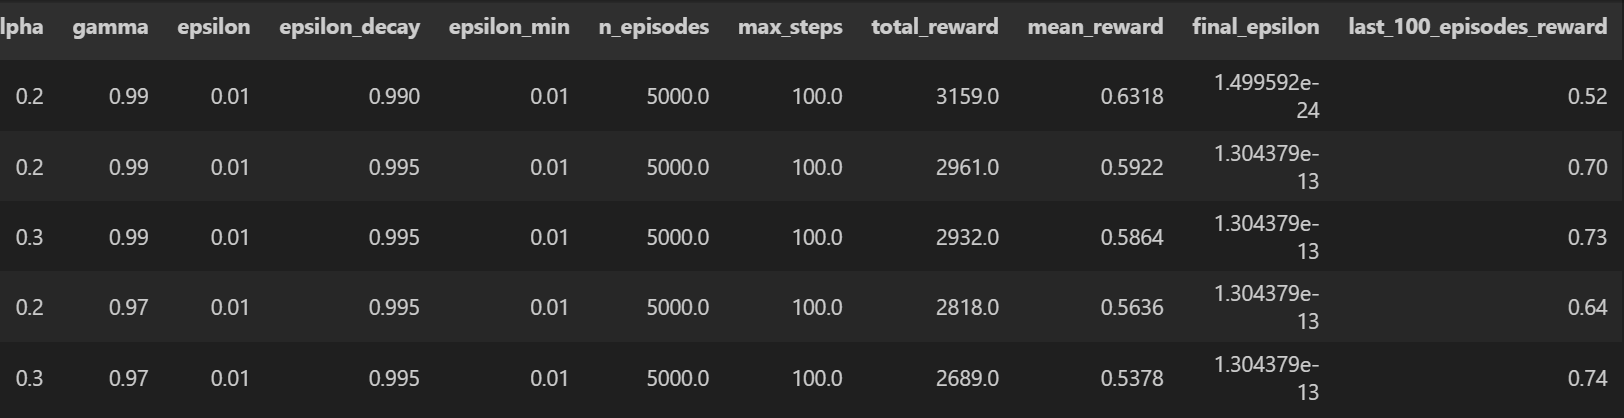 lpha gamma epsilon epsilon_decay epsilon_min n_episodes max_steps total_reward mean_reward final_epsilon last_100_episodes_reward
0.2 0.99 0.01 0.990 0.01 5000.0 100.0 3159.0 0.6318 1.499592e-
24 0.52
0.2 0.99 0.01 0.995 0.01 5000.0 100.0 2961.0 0.5922 1.304379e-
13 0.70
0.3 0.99 0.01 0.995 0.01 5000.0 100.0 2932.0 0.5864 1.304379e-
13 0.73
0.2 0.97 0.01 0.995 0.01 5000.0 100.0 2818.0 0.5636 1.304379e-
13 0.64
0.3 0.97 0.01 0.995 0.01 5000.0 100.0 2689.0 0.5378 1.304379e-
13 0.74